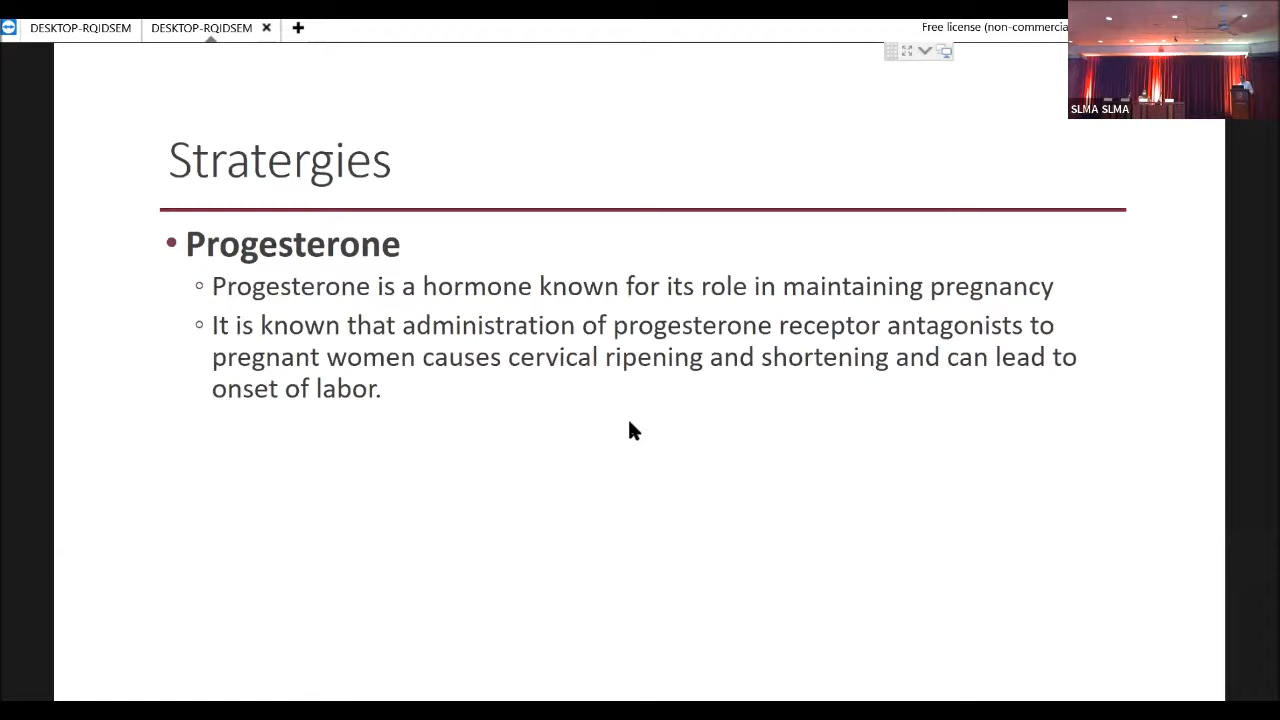 DESKTOP-RQIDSEM DESKTOP-RQIDSEM
Free license (non-commercia
SLMA SLMA
Stratergies
• Progesterone
◦ Progesterone is a hormone known for its role in maintaining pregnancy
◦ It is known that administration of progesterone receptor antagonists to
pregnant women causes cervical ripening and shortening and can lead to
onset of labor.